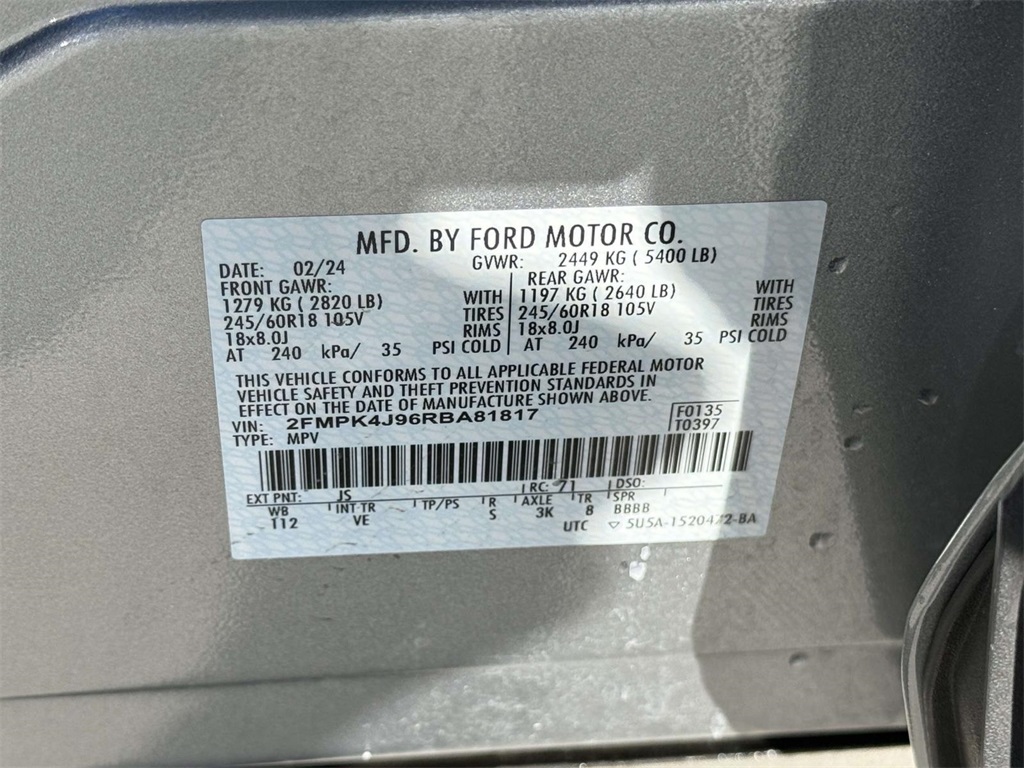 MFD. BY FORD MOTOR CO.
DATE: 02/24 GVWR: 2449 KG ( 5400 LB)
FRONT GAWR: REAR GAWR:
1279 KG ( 2820 LB) WITH 1197 KG ( 2640 LB) WITH
245/60R18 105V TIRES 245/60R18 105V TIRES
18x8.0J RIMS 18x8.0J RIMS
AT 240 kPa/ 35 PSI COLD AT 240 kPa/ 35 PSI COLD
THIS VEHICLE CONFORMS TO ALL APPLICABLE FEDERAL MOTOR
VEHICLE SAFETY AND THEFT PREVENTION STANDARDS IN
EFFECT ON THE DATE OF MANUFACTURE SHOWN ABOVE.
VIN: 2FMPK4J96RBA81817 F0135
TYPE: MPV T0397
EXT PNT: JS RC: 71 DSO:
WB INT TR TP/PS R AXLE TR SPR
112 VE S 3K 8 BBBB
UTC ▽ 5U5A-1520472-BA